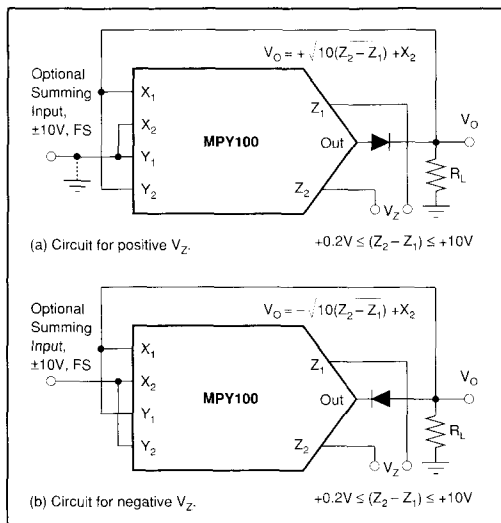 V_O = + √10(Z_2 – Z_1) + X_2
Optional
Summing
Input,
±10V, FS
X_1
X_2
Y_1
Y_2
MPY100
Z_1
Out
Z_2
V_O
R_L
V_Z
(a) Circuit for positive V_Z.
+0.2V ≤ (Z_2 – Z_1) ≤ +10V
V_O = – √10(Z_2 – Z_1) + X_2
Optional
Summing
Input,
±10V, FS
X_1
X_2
Y_1
Y_2
MPY100
Z_1
Out
Z_2
V_O
R_L
V_Z
(b) Circuit for negative V_Z.
+0.2V ≤ (Z_2 – Z_1) ≤ +10V